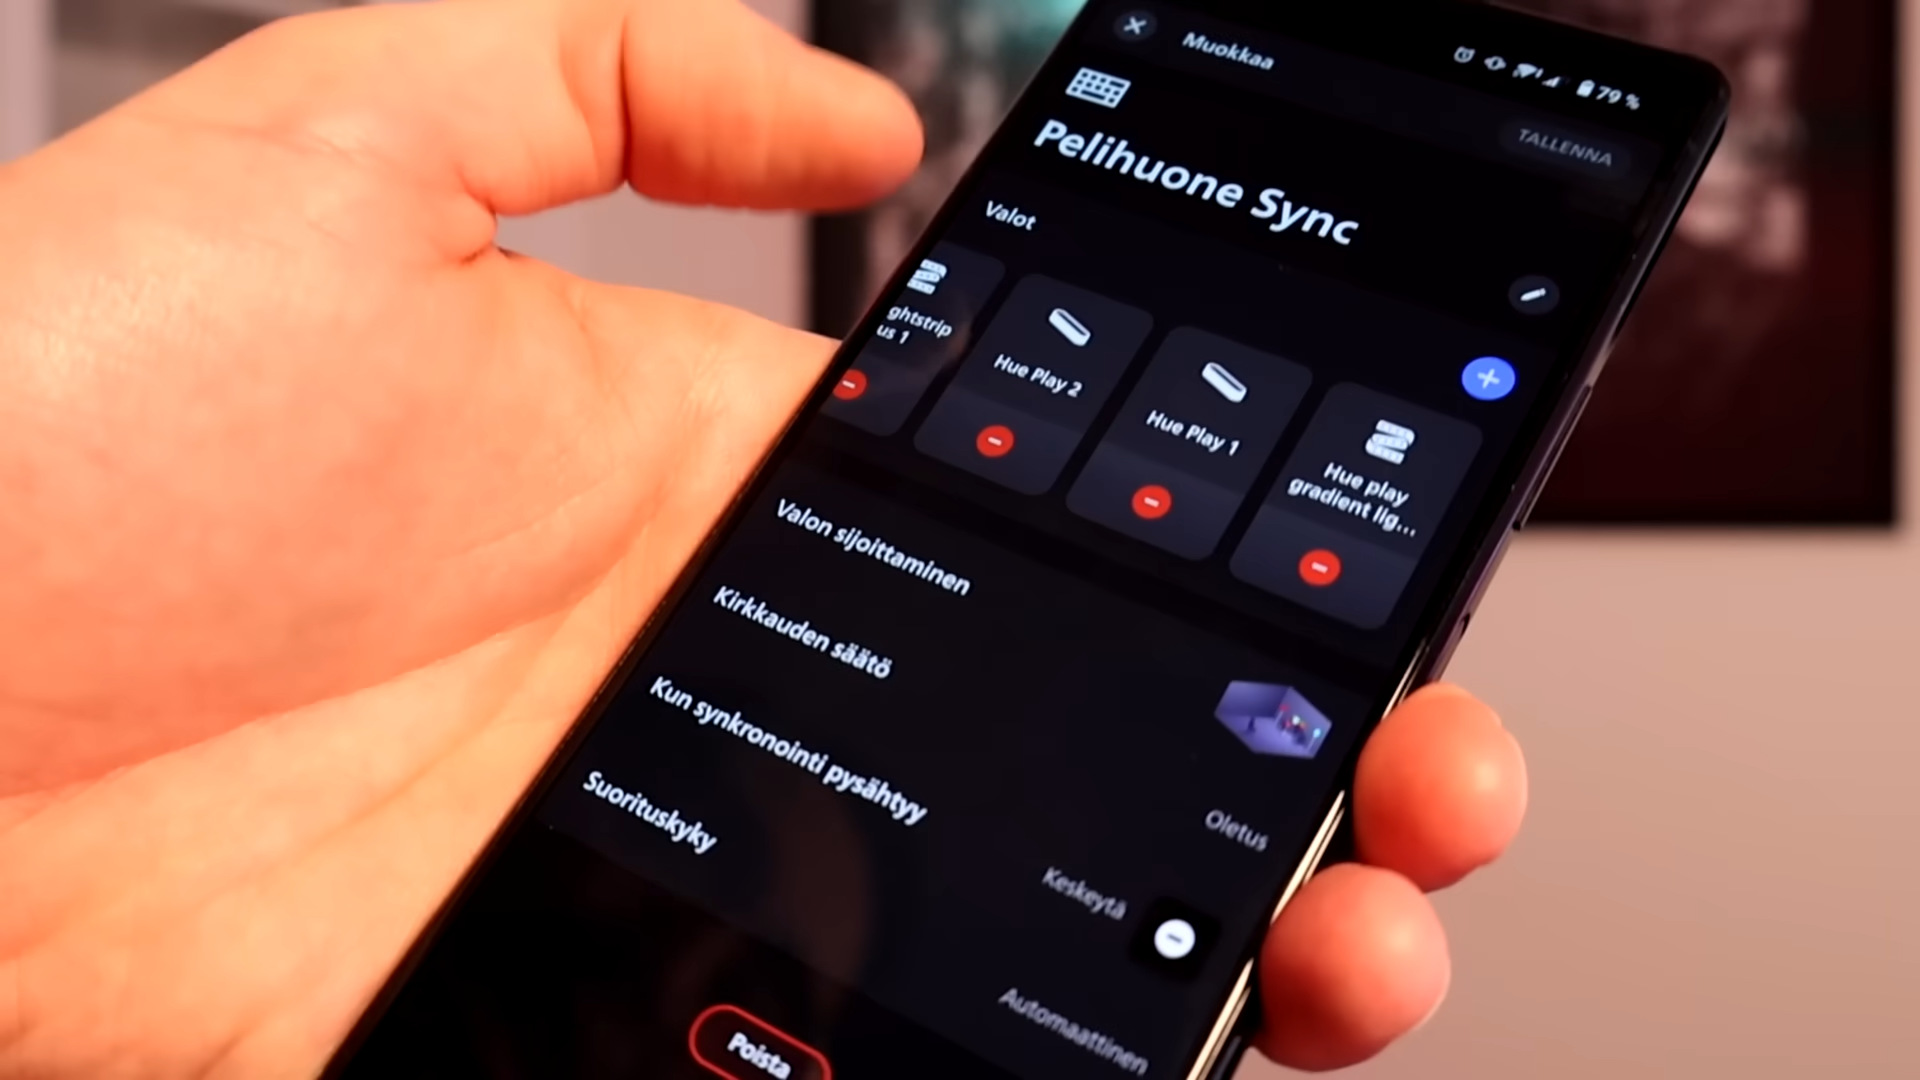 Muokkaa
79 %
TALLENNA
Pelihuone Sync
Valot
ghtstrip
us 1
Hue Play 2
Hue Play 1
Hue play
gradient lig...
Valon sijoittaminen
Kirkkauden säätö
Oletus
Kun synkronointi pysähtyy
Keskeytä
Suorituskyky
Automaattinen
Poista